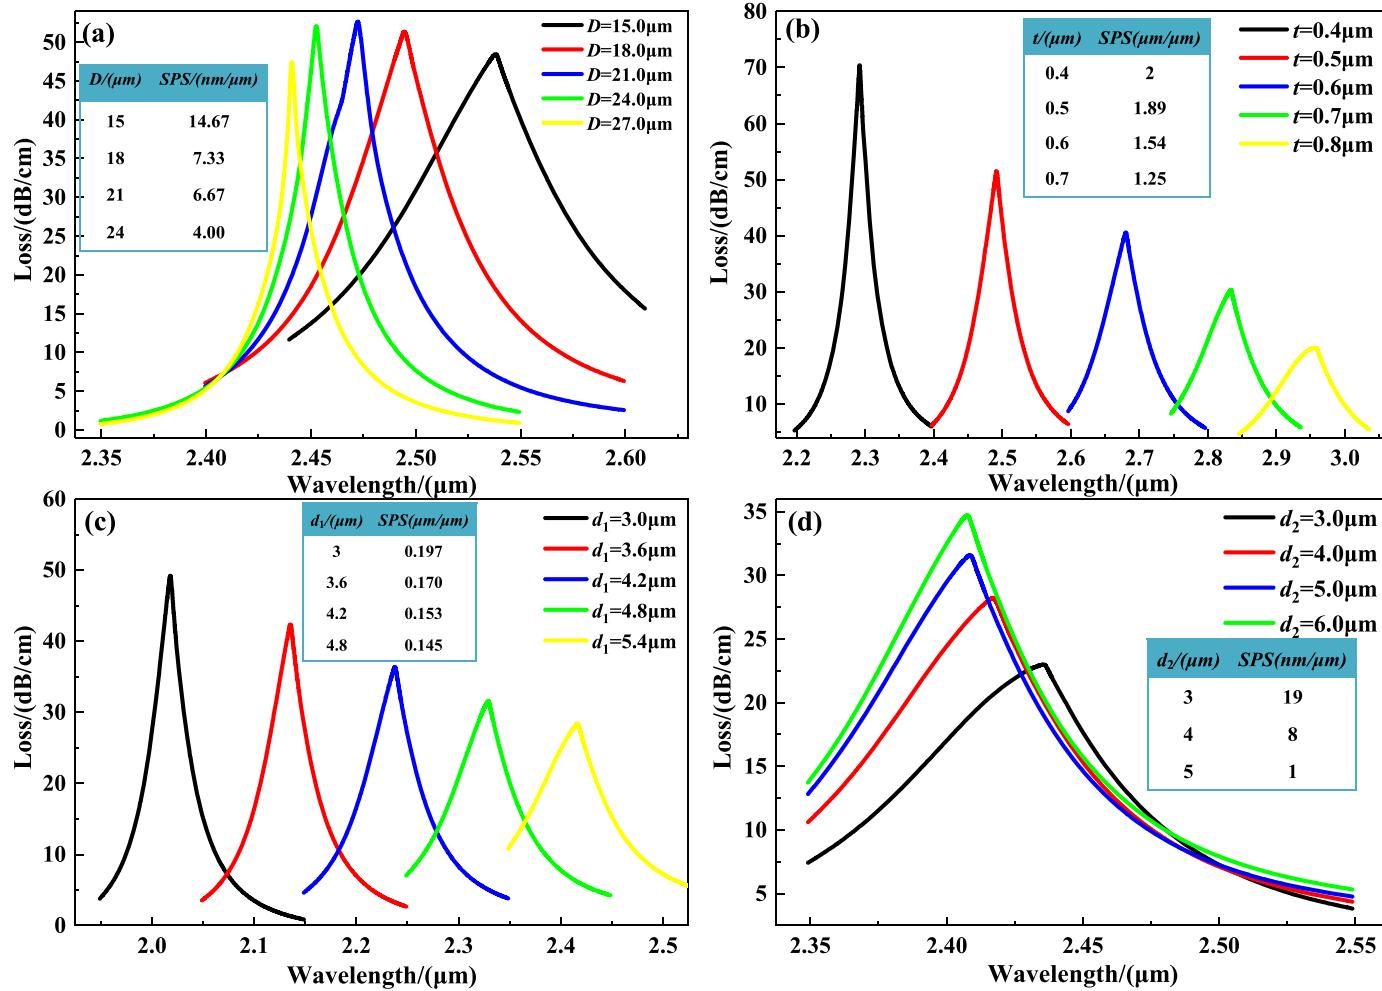 (a)
D=15.0μm
D=18.0μm
D=21.0μm
D=24.0μm
D=27.0μm
D/(μm) SPS/(nm/μm)
15 14.67
18 7.33
21 6.67
24 4.00
Loss/(dB/cm)
50
45
40
35
30
25
20
15
10
5
0
2.35 2.40 2.45 2.50 2.55 2.60
Wavelength/(μm)
(b)
t=0.4μm
t=0.5μm
t=0.6μm
t=0.7μm
t=0.8μm
t/(μm) SPS(μm/μm)
0.4 2
0.5 1.89
0.6 1.54
0.7 1.25
Loss/(dB/cm)
80
70
60
50
40
30
20
10
2.2 2.3 2.4 2.5 2.6 2.7 2.8 2.9 3.0
Wavelength/(μm)
(c)
d1=3.0μm
d1=3.6μm
d1=4.2μm
d1=4.8μm
d1=5.4μm
d1/(μm) SPS(μm/μm)
3 0.197
3.6 0.170
4.2 0.153
4.8 0.145
Loss/(dB/cm)
60
50
40
30
20
10
0
2.0 2.1 2.2 2.3 2.4 2.5
Wavelength/(μm)
(d)
d2=3.0μm
d2=4.0μm
d2=5.0μm
d2=6.0μm
d2/(μm) SPS(nm/μm)
3 19
4 8
5 1
Loss/(dB/cm)
35
30
25
20
15
10
5
2.35 2.40 2.45 2.50 2.55
Wavelength/(μm)